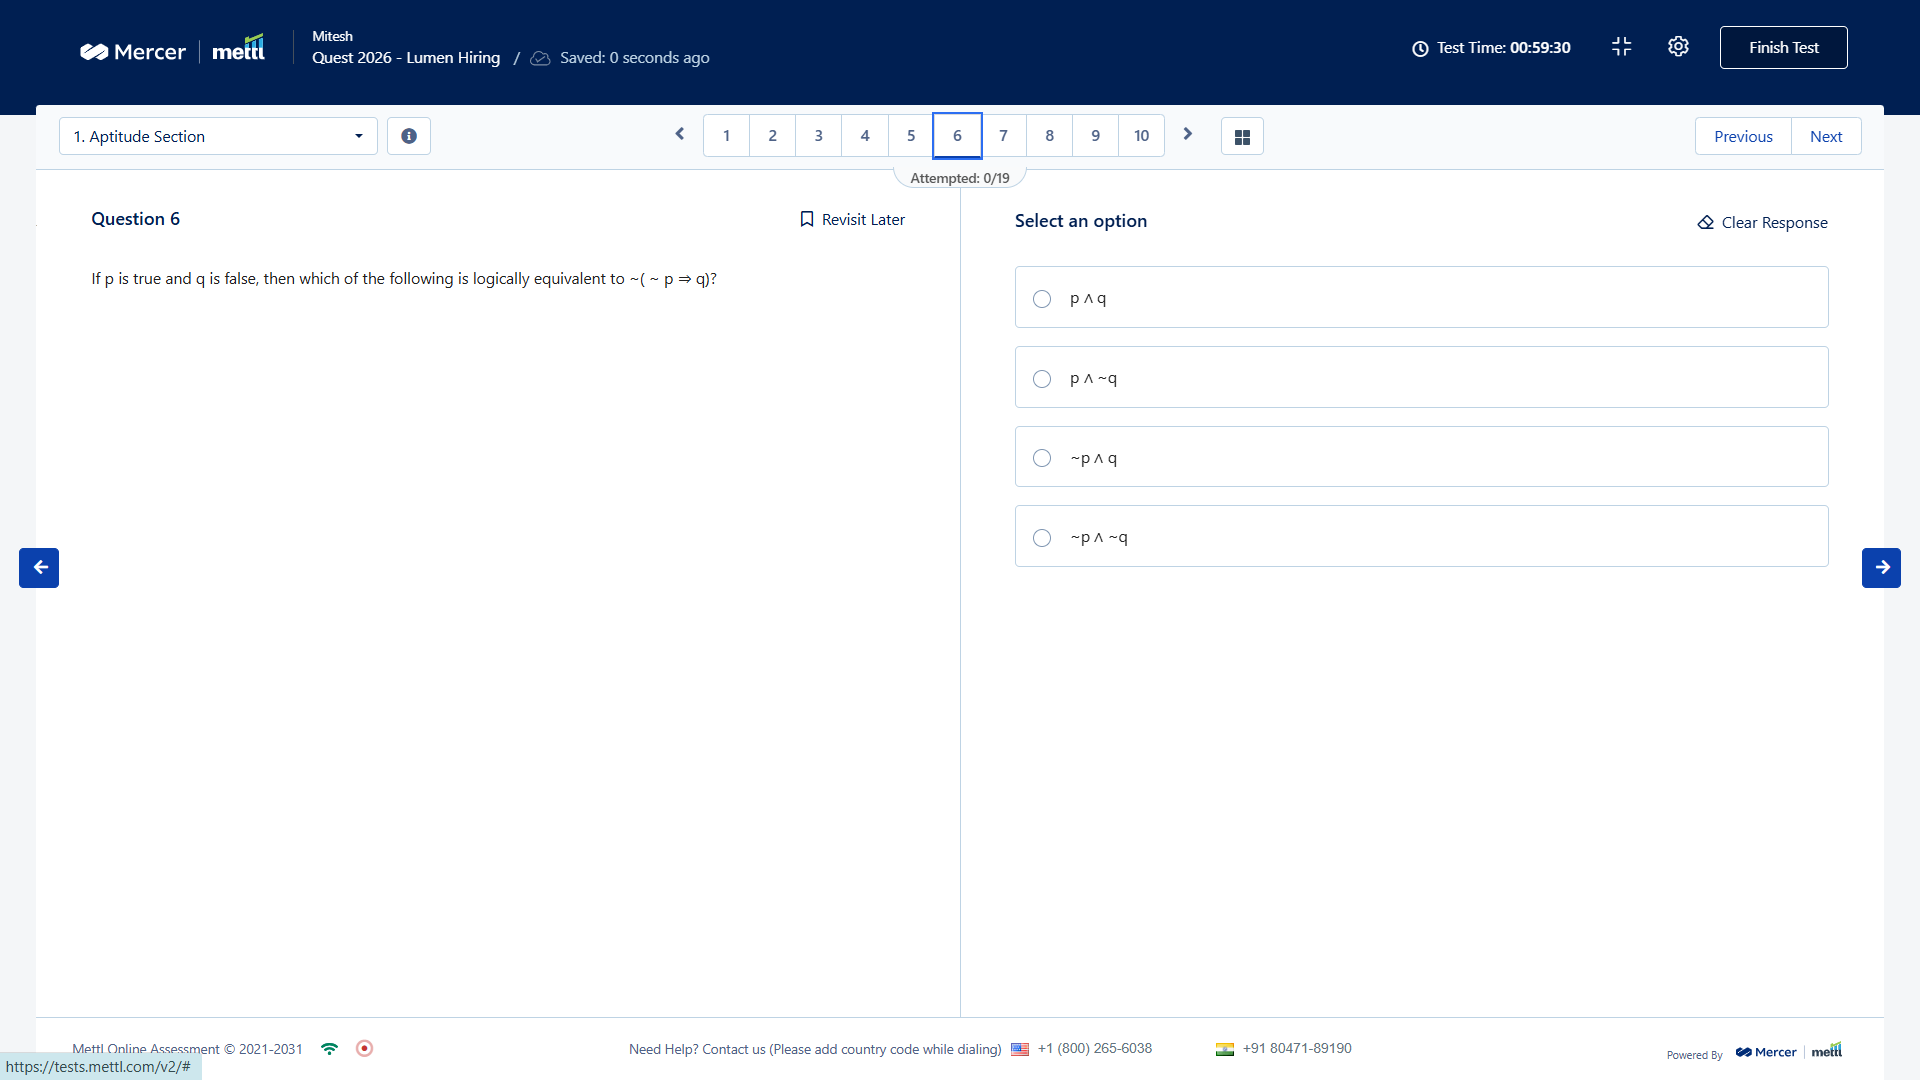 Mercer mettl
Mitesh
Quest 2026 - Lumen Hiring / Saved: 0 seconds ago
Test Time: 00:59:30
Finish Test
1. Aptitude Section
1 2 3 4 5 6 7 8 9 10
Previous Next
Attempted: 0/19
Question 6
Revisit Later
If p is true and q is false, then which of the following is logically equivalent to ~( ~ p ⇒ q)?
Select an option
Clear Response
p ∧ q
p ∧ ~q
~p ∧ q
~p ∧ ~q
Mettl Online Assessment © 2021-2031
Need Help? Contact us (Please add country code while dialing) +1 (800) 265-6038 +91 80471-89190
Powered By Mercer mettl
https://tests.mettl.com/v2/#